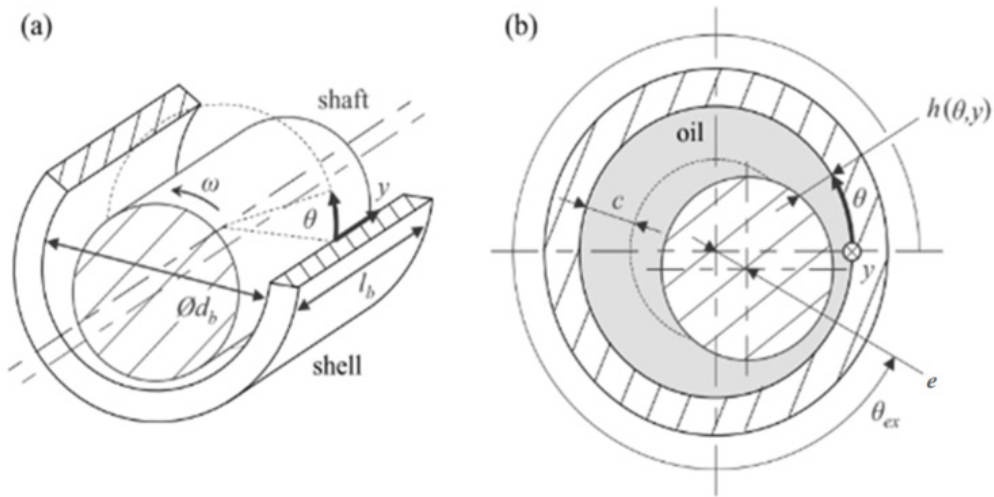 (a)
shaft
ω
y
θ
Ød_b
l_b
shell
(b)
oil
h(θ,y)
c
θ
y
e
θ_ex